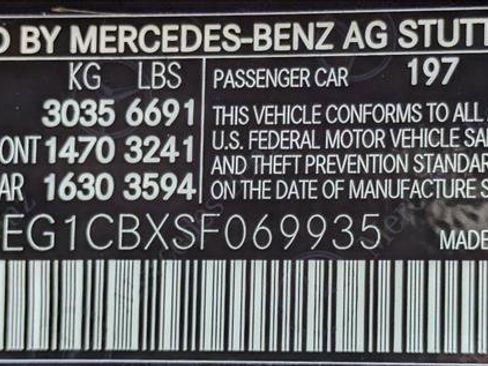 D BY MERCEDES-BENZ AG STUTT
KG LBS
3035 6691
ONT 1470 3241
AR 1630 3594
PASSENGER CAR 197
THIS VEHICLE CONFORMS TO ALL
U.S. FEDERAL MOTOR VEHICLE SA
AND THEFT PREVENTION STANDAR
ON THE DATE OF MANUFACTURE S
EG1CBXSF069935
MADE